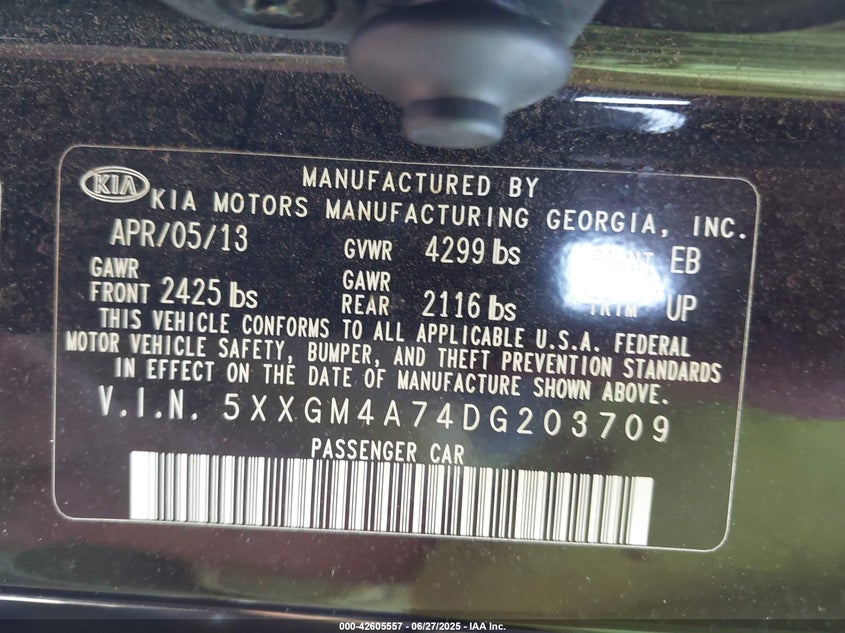 KIA
MANUFACTURED BY
KIA MOTORS MANUFACTURING GEORGIA, INC.
APR/05/13 GVWR 4299 lbs EB
GAWR FRONT 2425 lbs GAWR REAR 2116 lbs TRIM UP
THIS VEHICLE CONFORMS TO ALL APPLICABLE U.S.A. FEDERAL
MOTOR VEHICLE SAFETY, BUMPER, AND THEFT PREVENTION STANDARDS
IN EFFECT ON THE DATE OF MANUFACTURE SHOWN ABOVE.
V.I.N. 5XXGM4A74DG203709
PASSENGER CAR
000-42605557 - 06/27/2025 - IAA Inc.